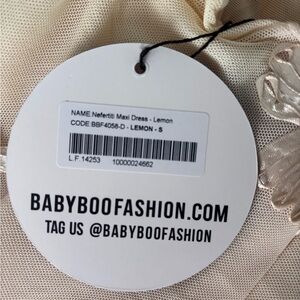 NAME.Nefertiti Maxi Dress - Lemon
CODE:BBF4058-D - LEMON - S
L.F.14253 10000024662
BABYBOOFASHION.COM
TAG US @BABYBOOFASHION